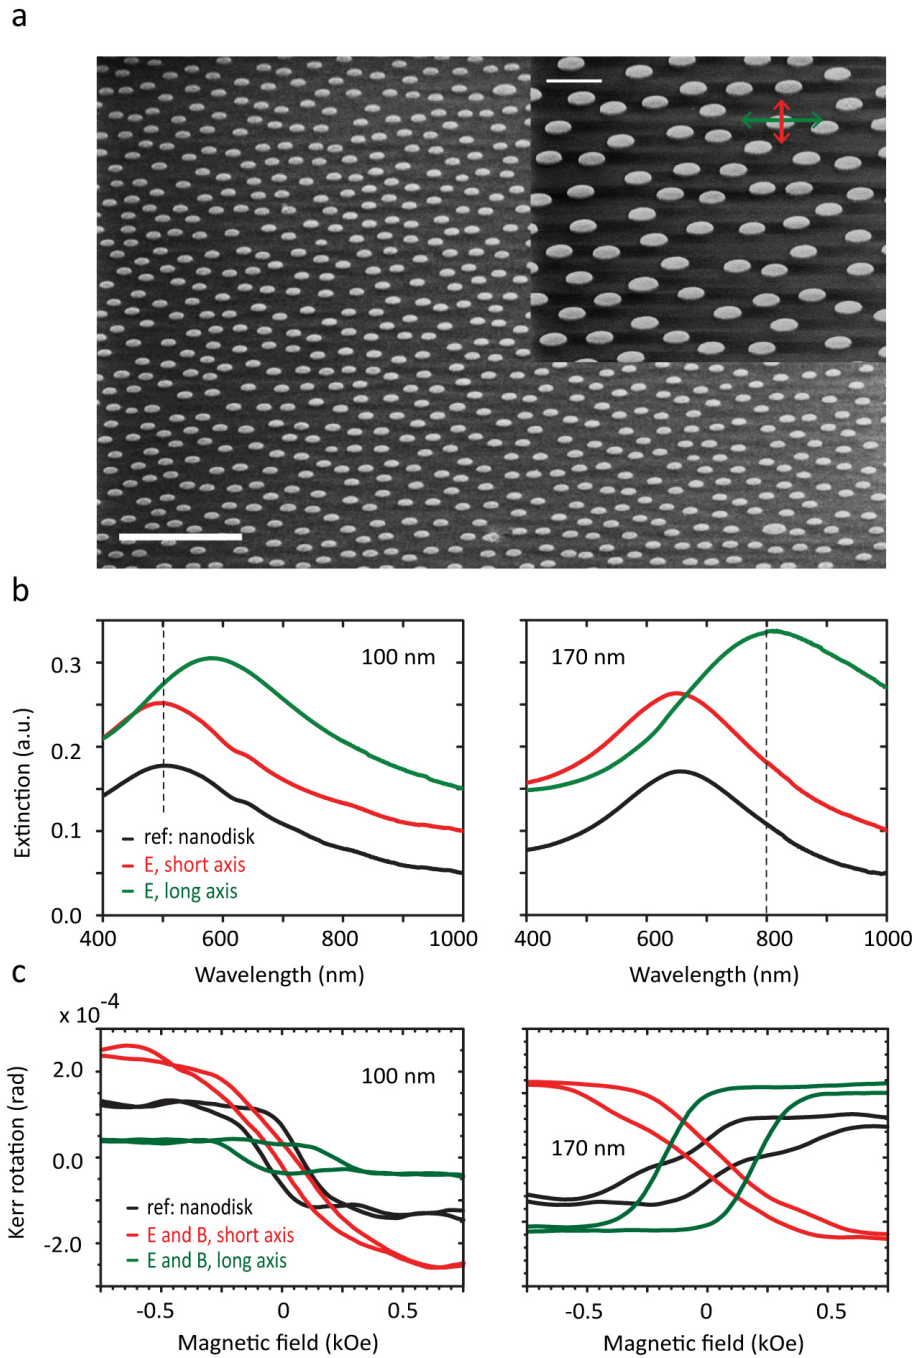 a
b
100 nm
170 nm
0.3
0.2
0.1
0.0
Extinction (a.u.)
ref: nanodisk
E, short axis
E, long axis
400 600 800 1000
400 600 800 1000
Wavelength (nm)
Wavelength (nm)
c
x 10-4
100 nm
170 nm
2.0
0.0
-2.0
Kerr rotation (rad)
ref: nanodisk
E and B, short axis
E and B, long axis
-0.5 0 0.5
-0.5 0 0.5
Magnetic field (kOe)
Magnetic field (kOe)